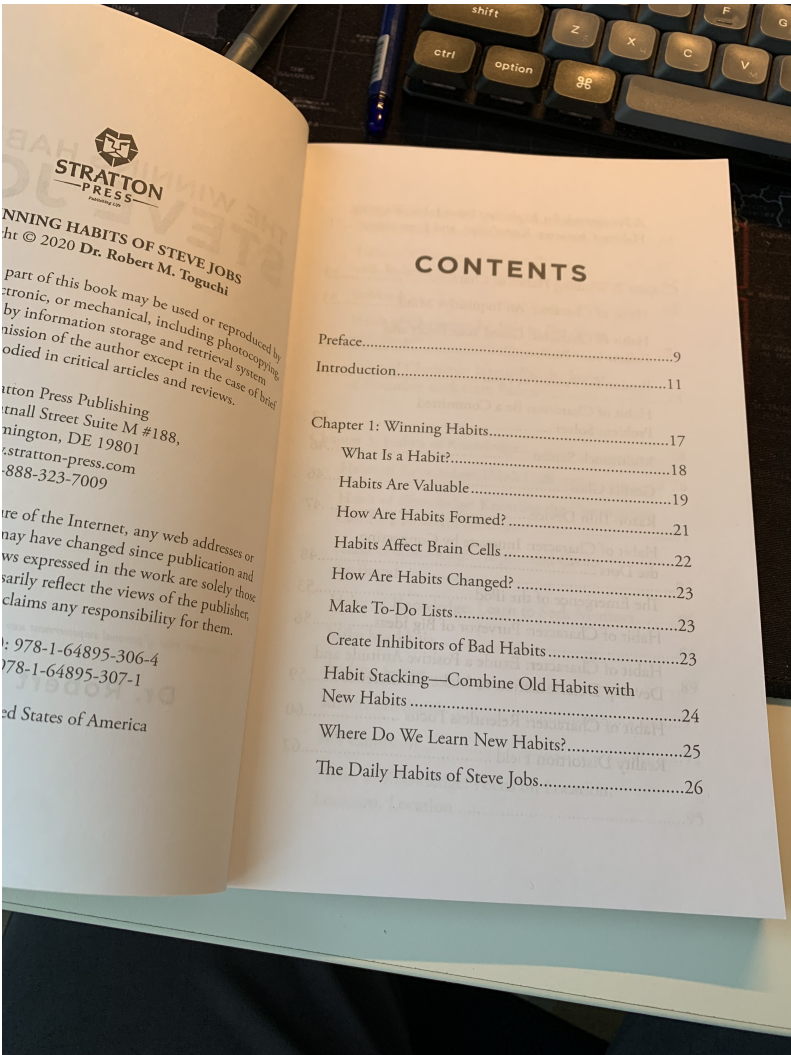 shift
F
G
Z
X
C
V
ctrl
option
⌘
STRATTON
PRESS
Publishing Life
NNING HABITS OF STEVE JOBS
ht © 2020 Dr. Robert M. Toguchi
part of this book may be used or reproduced by
ctronic, or mechanical, including photocopying,
by information storage and retrieval system
mission of the author except in the case of brief
odied in critical articles and reviews.
atton Press Publishing
tnall Street Suite M #188,
mington, DE 19801
w.stratton-press.com
-888-323-7009
re of the Internet, any web addresses or
may have changed since publication and
ws expressed in the work are solely those
sarily reflect the views of the publisher,
claims any responsibility for them.
): 978-1-64895-306-4
978-1-64895-307-1
ed States of America
CONTENTS
Preface...9
Introduction...11
Chapter 1: Winning Habits...17
What Is a Habit?...18
Habits Are Valuable...19
How Are Habits Formed?...21
Habits Affect Brain Cells...22
How Are Habits Changed?...23
Make To-Do Lists...23
Create Inhibitors of Bad Habits...23
Habit Stacking—Combine Old Habits with
New Habits...24
Where Do We Learn New Habits?...25
The Daily Habits of Steve Jobs...26